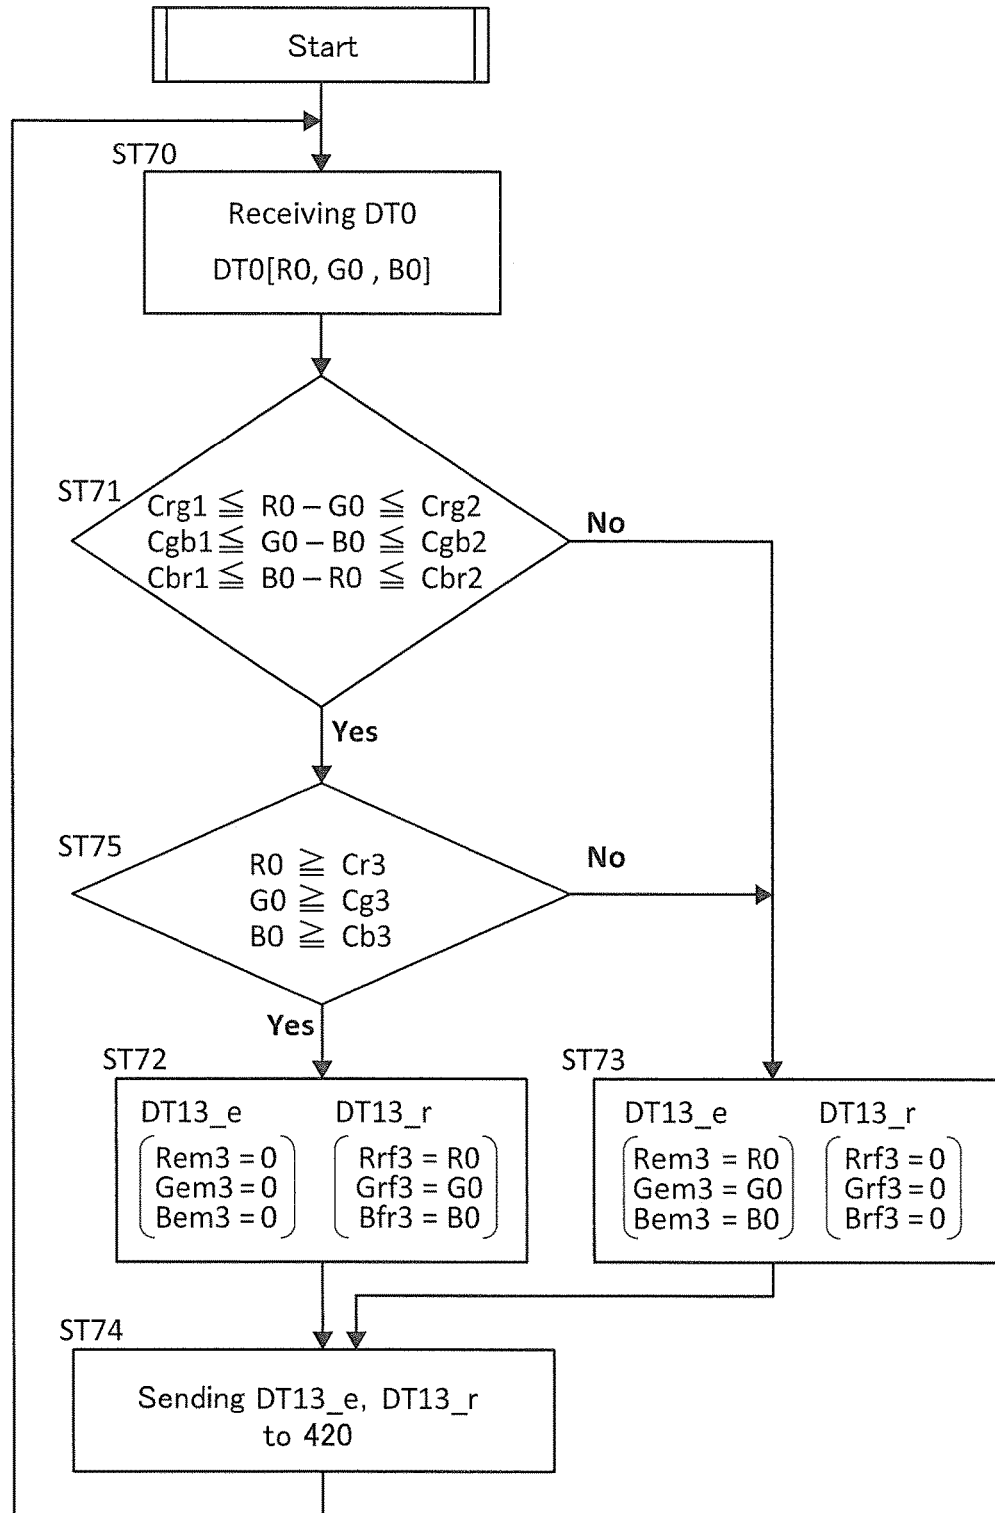 Start
ST70
Receiving DT0
DT0[R0, G0 , B0]
ST71
Crg1 ≦ R0 – G0 ≦ Crg2
Cgb1 ≦ G0 – B0 ≦ Cgb2
Cbr1 ≦ B0 – R0 ≦ Cbr2
No
Yes
ST75
R0 ≧ Cr3
G0 ≧ Cg3
B0 ≧ Cb3
No
Yes
ST72
DT13_e DT13_r
Rem3 = 0 Rrf3 = R0
Gem3 = 0 Grf3 = G0
Bem3 = 0 Bfr3 = B0
ST73
DT13_e DT13_r
Rem3 = R0 Rrf3 = 0
Gem3 = G0 Grf3 = 0
Bem3 = B0 Brf3 = 0
ST74
Sending DT13_e, DT13_r
to 420